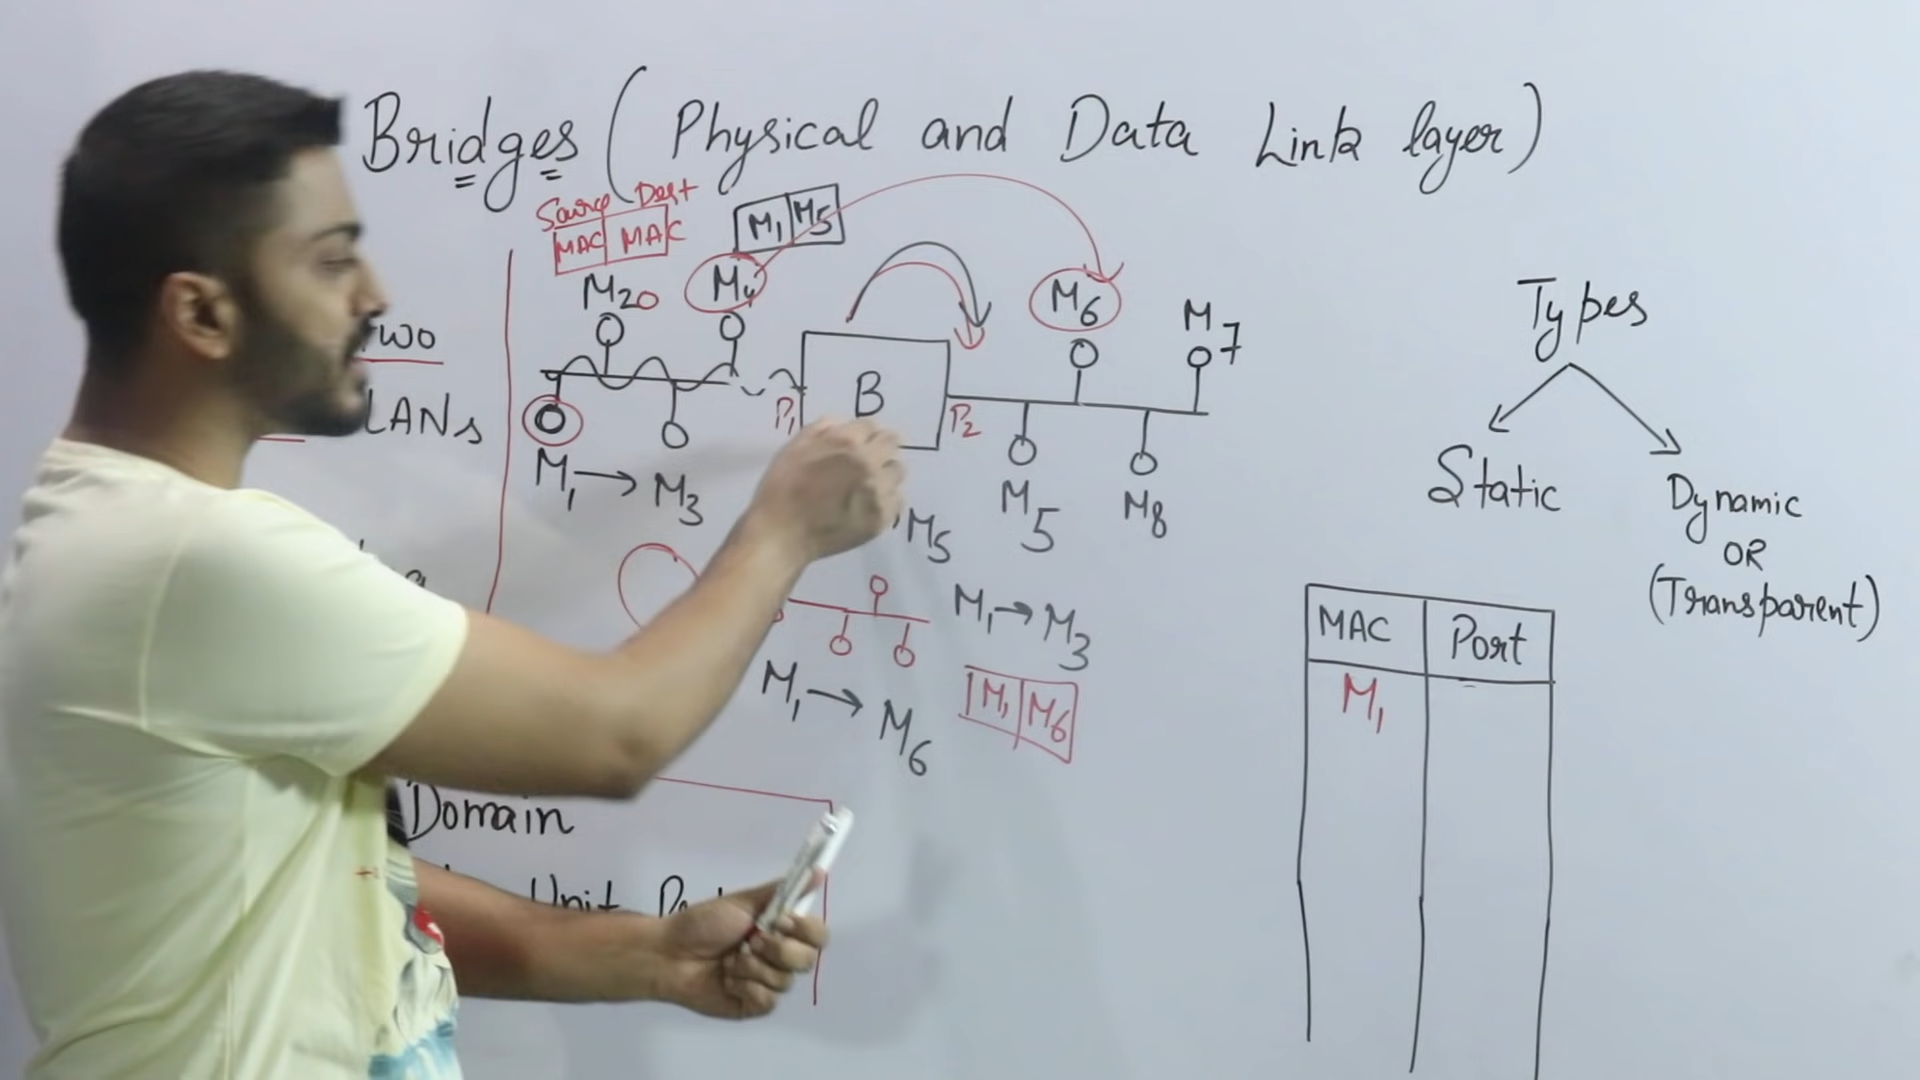 Bridges (Physical and Data Link layer)
Source Dest
MAC MAC
M1 M5
M20
M4
M6
M7
two
LANs
B
P1
P2
M1 → M3
M5
M5
M8
M1 → M3
M1 → M6
M1 M6
Domain
Unit
Types
Static
Dynamic
OR
(Transparent)
MAC Port
M1